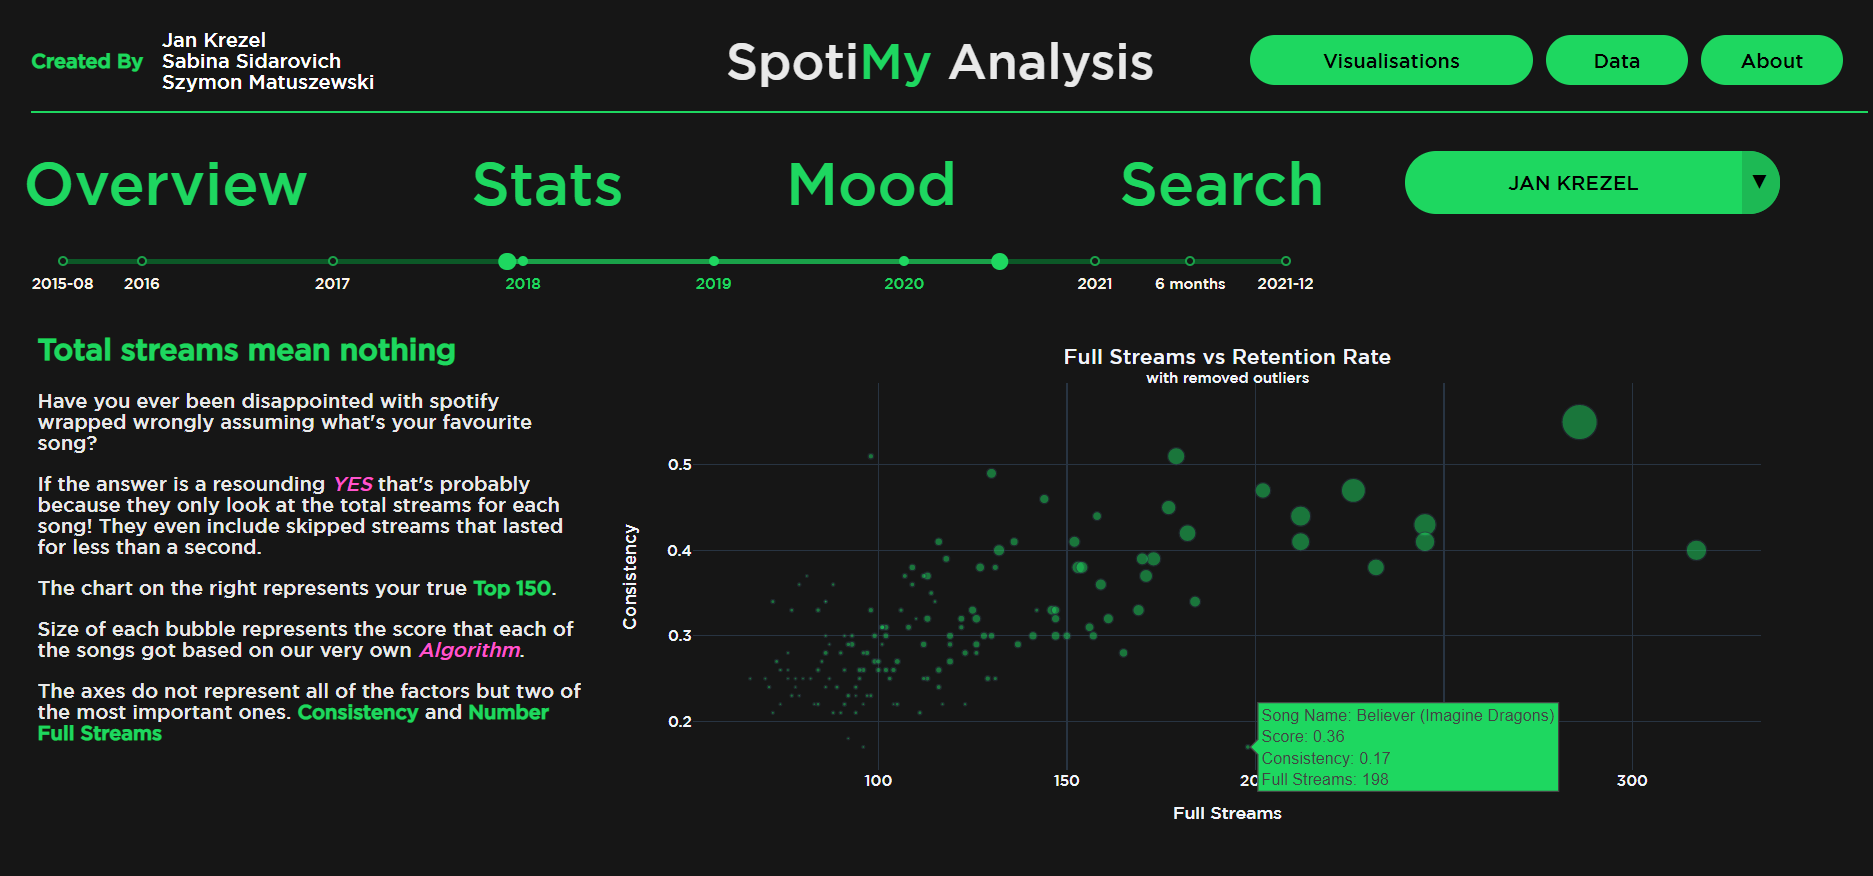 Created By
Jan Krezel
Sabina Sidarovich
Szymon Matuszewski
SpotiMy Analysis
Visualisations
Data
About
Overview
Stats
Mood
Search
JAN KREZEL
2015-08
2016
2017
2018
2019
2020
2021
6 months
2021-12
Total streams mean nothing
Have you ever been disappointed with spotify
wrapped wrongly assuming what's your favourite
song?
If the answer is a resounding YES that's probably
because they only look at the total streams for each
song! They even include skipped streams that lasted
for less than a second.
The chart on the right represents your true Top 150.
Size of each bubble represents the score that each of
the songs got based on our very own Algorithm.
The axes do not represent all of the factors but two of
the most important ones. Consistency and Number
Full Streams
Full Streams vs Retention Rate
with removed outliers
Consistency
0.5
0.4
0.3
0.2
Song Name: Believer (Imagine Dragons)
Score: 0.36
Consistency: 0.17
Full Streams: 198
100
150
20
300
Full Streams